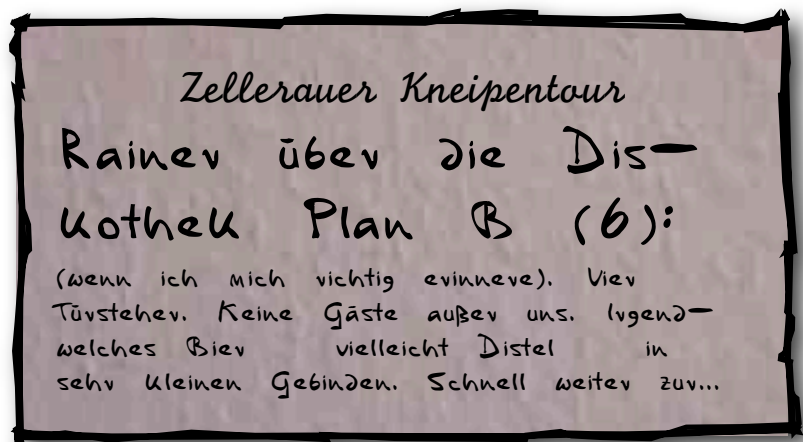 Zellerauer Kneipentour
Rainer über die Dis-
kothek Plan B (6):
(wenn ich mich richtig erinnere). Vier
Türsteher. Keine Gäste außer uns. Irgend-
welches Bier vielleicht Distel in
sehr kleinen Gebinden. Schnell weiter zur...